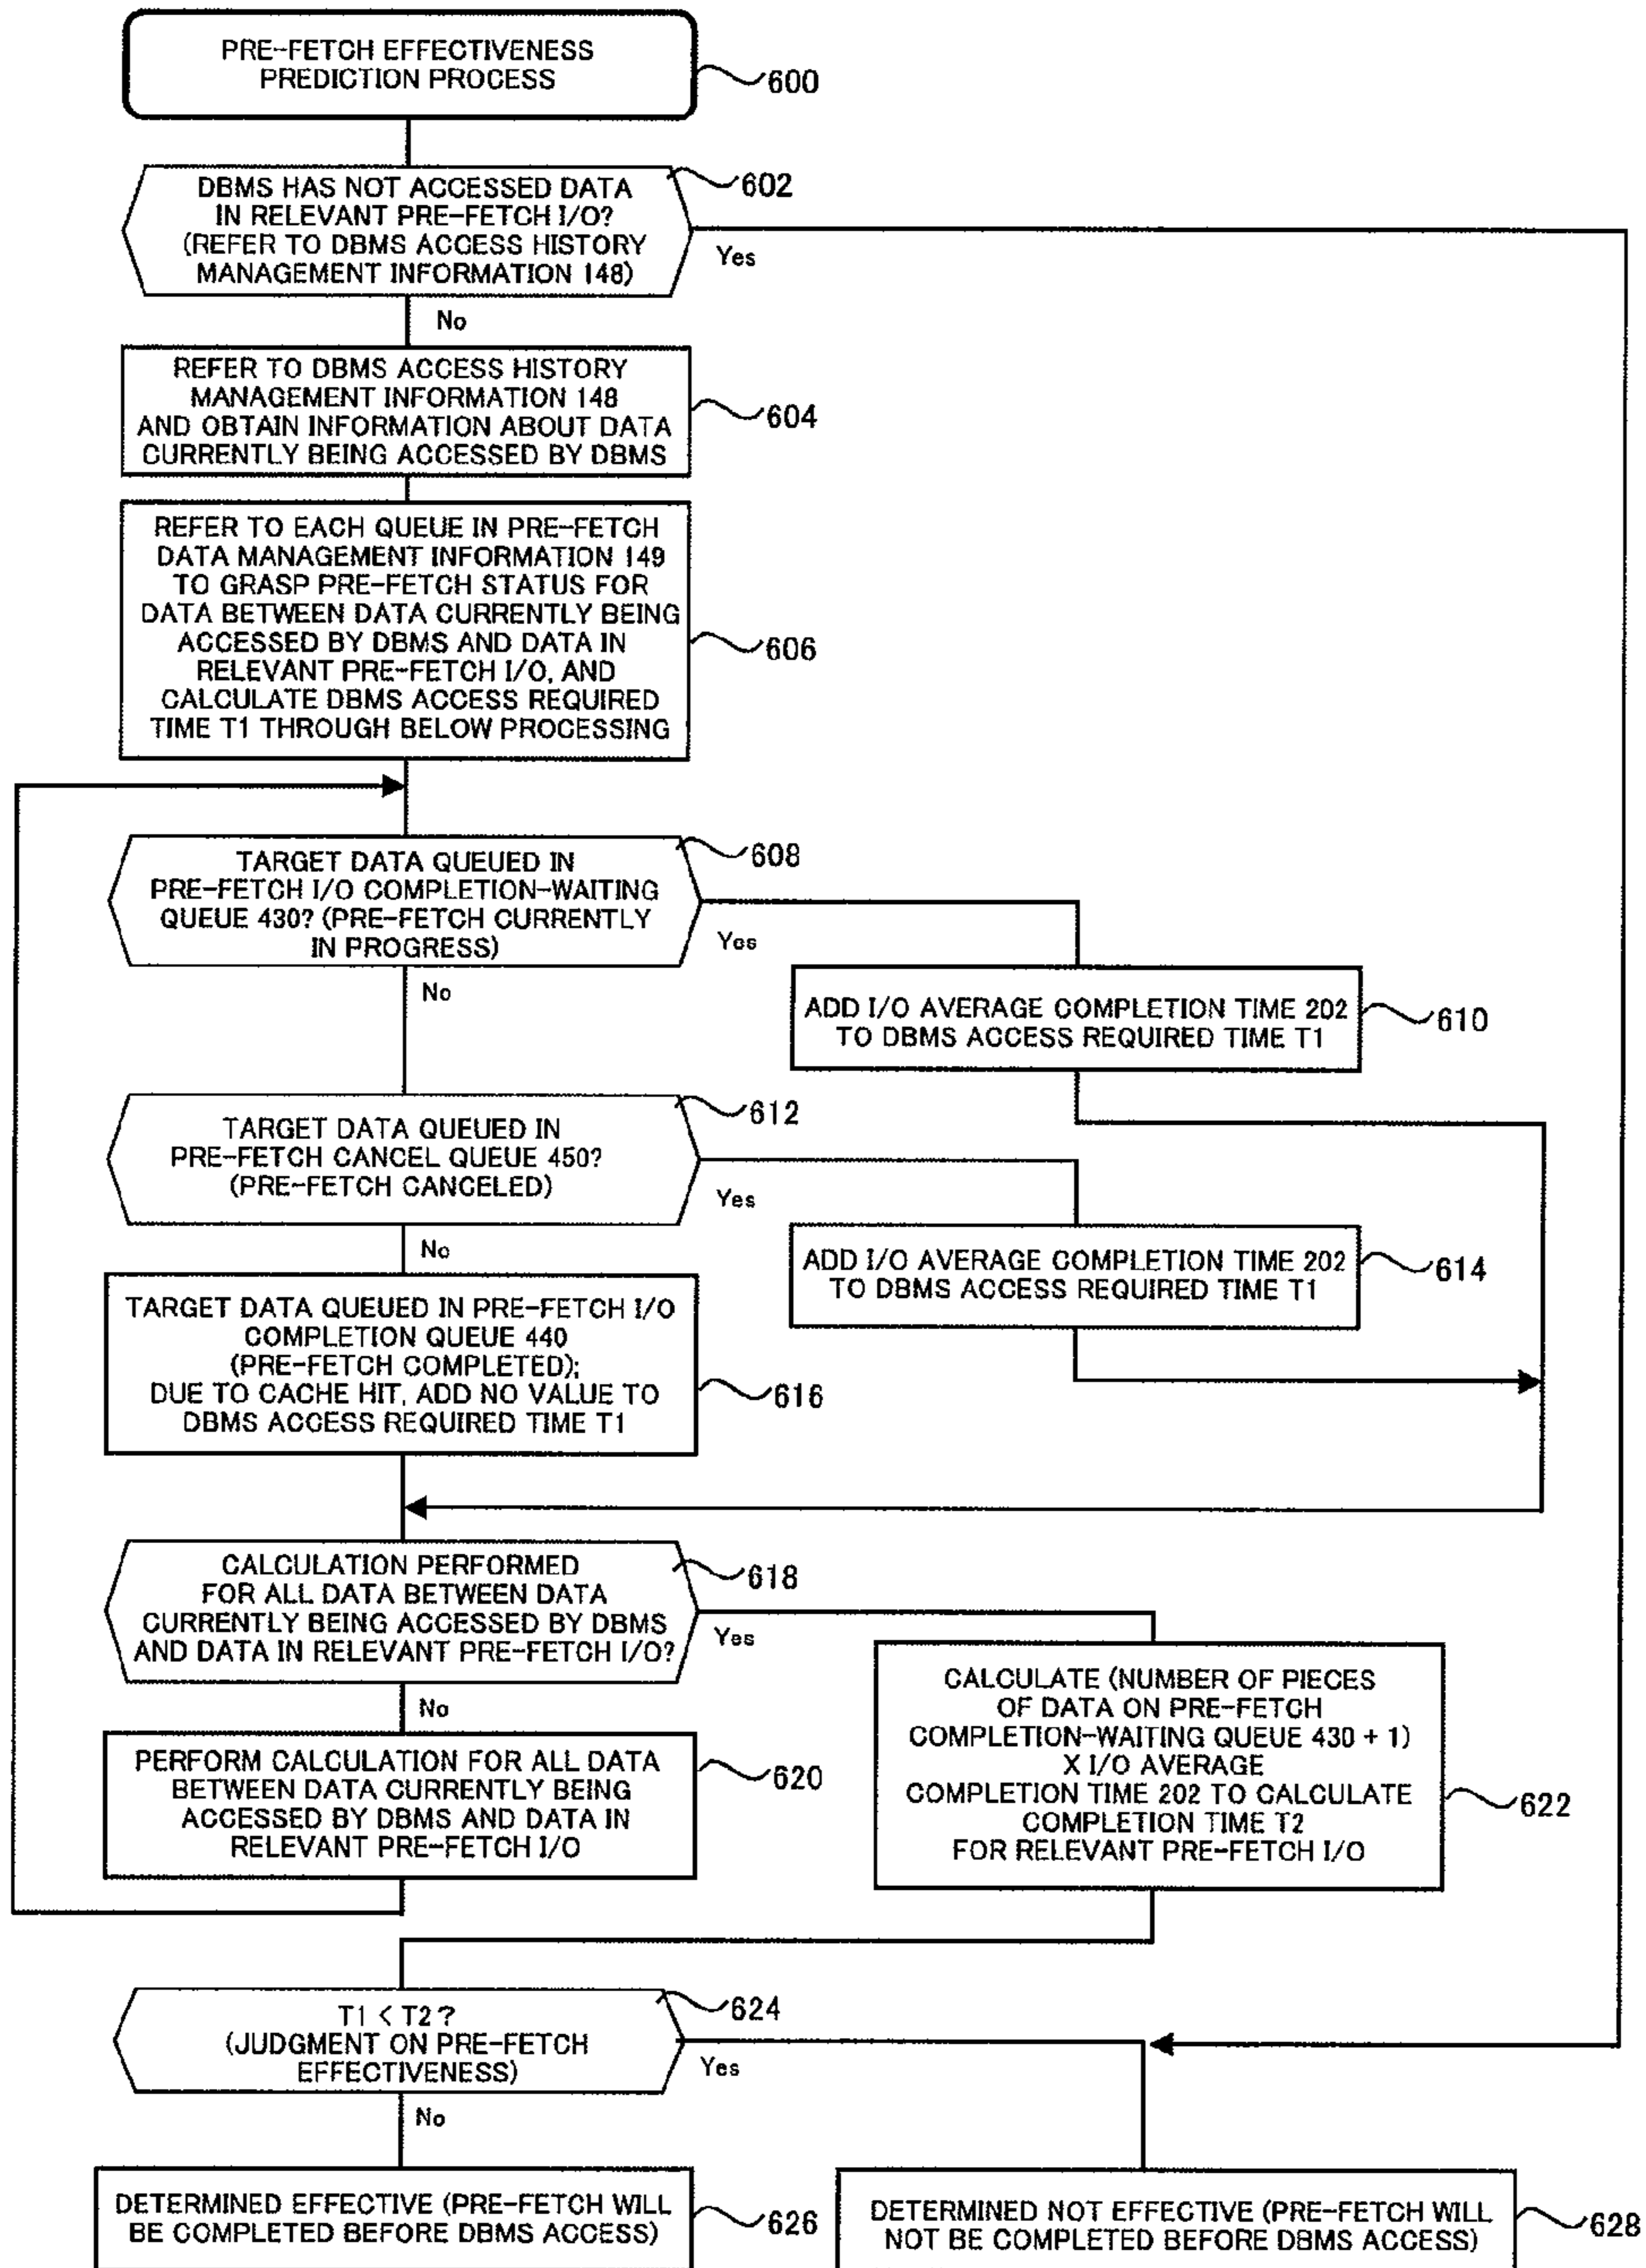 PRE-FETCH EFFECTIVENESS
PREDICTION PROCESS
600
DBMS HAS NOT ACCESSED DATA
IN RELEVANT PRE-FETCH I/O?
(REFER TO DBMS ACCESS HISTORY
MANAGEMENT INFORMATION 148)
602
Yes
No
REFER TO DBMS ACCESS HISTORY
MANAGEMENT INFORMATION 148
AND OBTAIN INFORMATION ABOUT DATA
CURRENTLY BEING ACCESSED BY DBMS
604
REFER TO EACH QUEUE IN PRE-FETCH
DATA MANAGEMENT INFORMATION 149
TO GRASP PRE-FETCH STATUS FOR
DATA BETWEEN DATA CURRENTLY BEING
ACCESSED BY DBMS AND DATA IN
RELEVANT PRE-FETCH I/O, AND
CALCULATE DBMS ACCESS REQUIRED
TIME T1 THROUGH BELOW PROCESSING
606
TARGET DATA QUEUED IN
PRE-FETCH I/O COMPLETION-WAITING
QUEUE 430? (PRE-FETCH CURRENTLY
IN PROGRESS)
608
Yes
No
ADD I/O AVERAGE COMPLETION TIME 202
TO DBMS ACCESS REQUIRED TIME T1
610
TARGET DATA QUEUED IN
PRE-FETCH CANCEL QUEUE 450?
(PRE-FETCH CANCELED)
612
Yes
No
ADD I/O AVERAGE COMPLETION TIME 202
TO DBMS ACCESS REQUIRED TIME T1
614
TARGET DATA QUEUED IN PRE-FETCH I/O
COMPLETION QUEUE 440
(PRE-FETCH COMPLETED);
DUE TO CACHE HIT, ADD NO VALUE TO
DBMS ACCESS REQUIRED TIME T1
616
CALCULATION PERFORMED
FOR ALL DATA BETWEEN DATA
CURRENTLY BEING ACCESSED BY DBMS
AND DATA IN RELEVANT PRE-FETCH I/O?
618
Yes
No
PERFORM CALCULATION FOR ALL DATA
BETWEEN DATA CURRENTLY BEING
ACCESSED BY DBMS AND DATA IN
RELEVANT PRE-FETCH I/O
620
CALCULATE (NUMBER OF PIECES
OF DATA ON PRE-FETCH
COMPLETION-WAITING QUEUE 430 + 1)
X I/O AVERAGE
COMPLETION TIME 202 TO CALCULATE
COMPLETION TIME T2
FOR RELEVANT PRE-FETCH I/O
622
T1 < T2 ?
(JUDGMENT ON PRE-FETCH
EFFECTIVENESS)
624
Yes
No
DETERMINED EFFECTIVE (PRE-FETCH WILL
BE COMPLETED BEFORE DBMS ACCESS)
626
DETERMINED NOT EFFECTIVE (PRE-FETCH WILL
NOT BE COMPLETED BEFORE DBMS ACCESS)
628